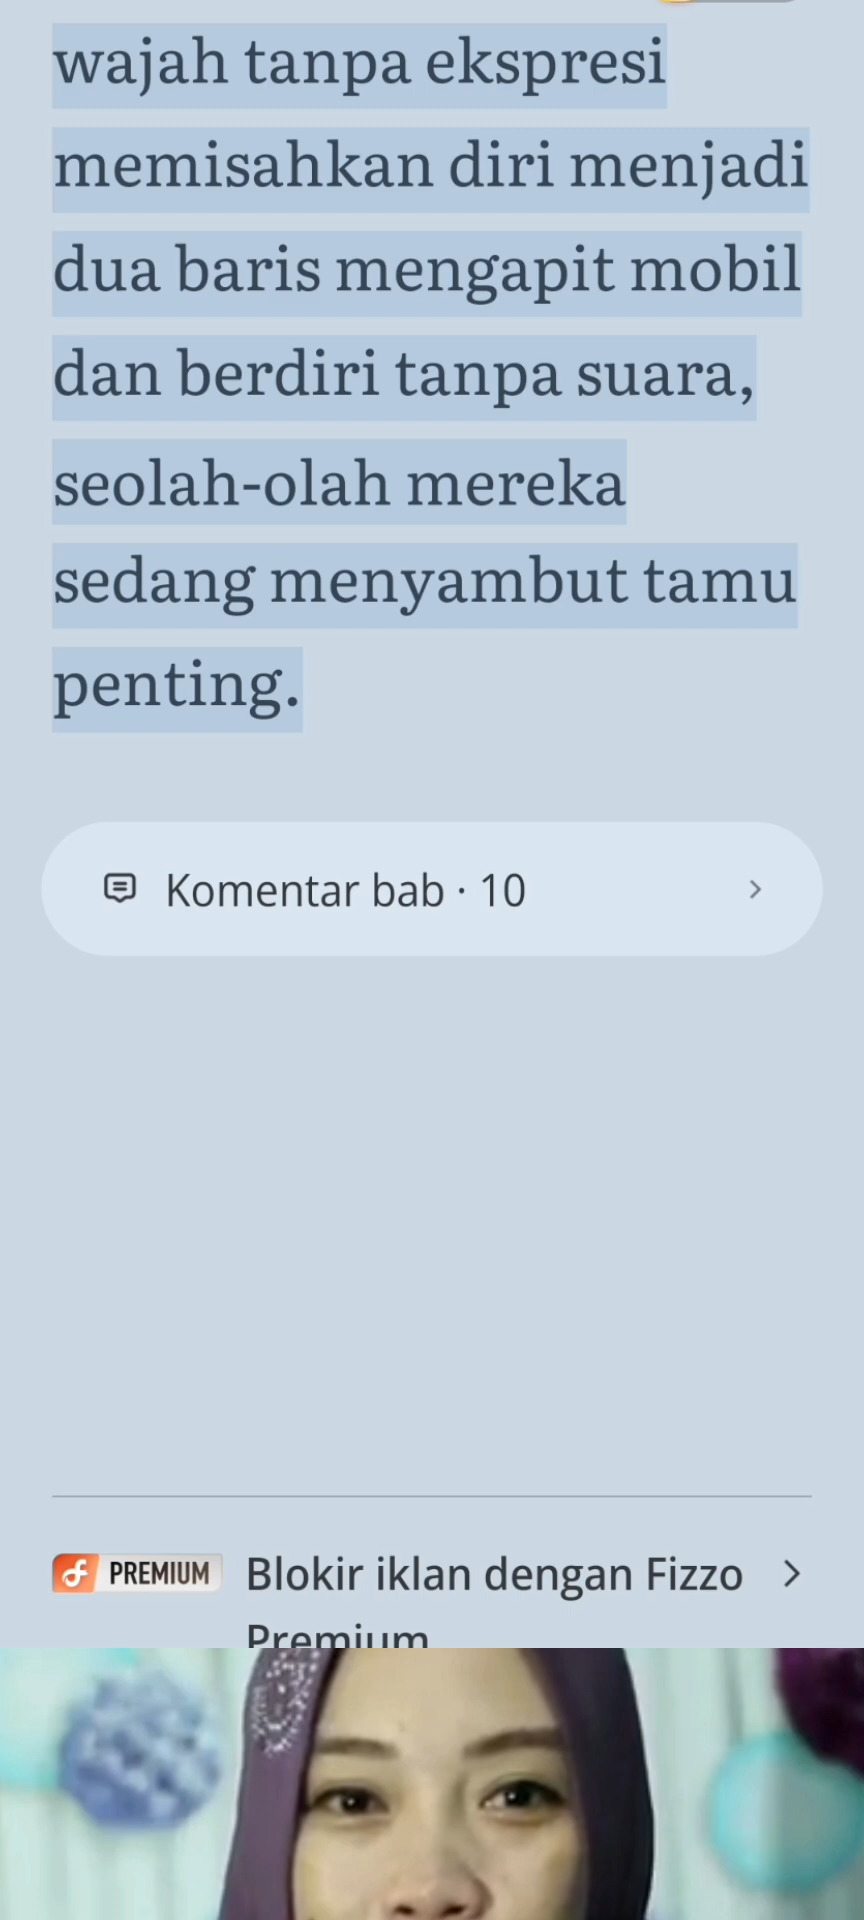 wajah tanpa ekspresi
memisahkan diri menjadi
dua baris mengapit mobil
dan berdiri tanpa suara,
seolah-olah mereka
sedang menyambut tamu
penting.
Komentar bab · 10
PREMIUM Blokir iklan dengan Fizzo
Premium